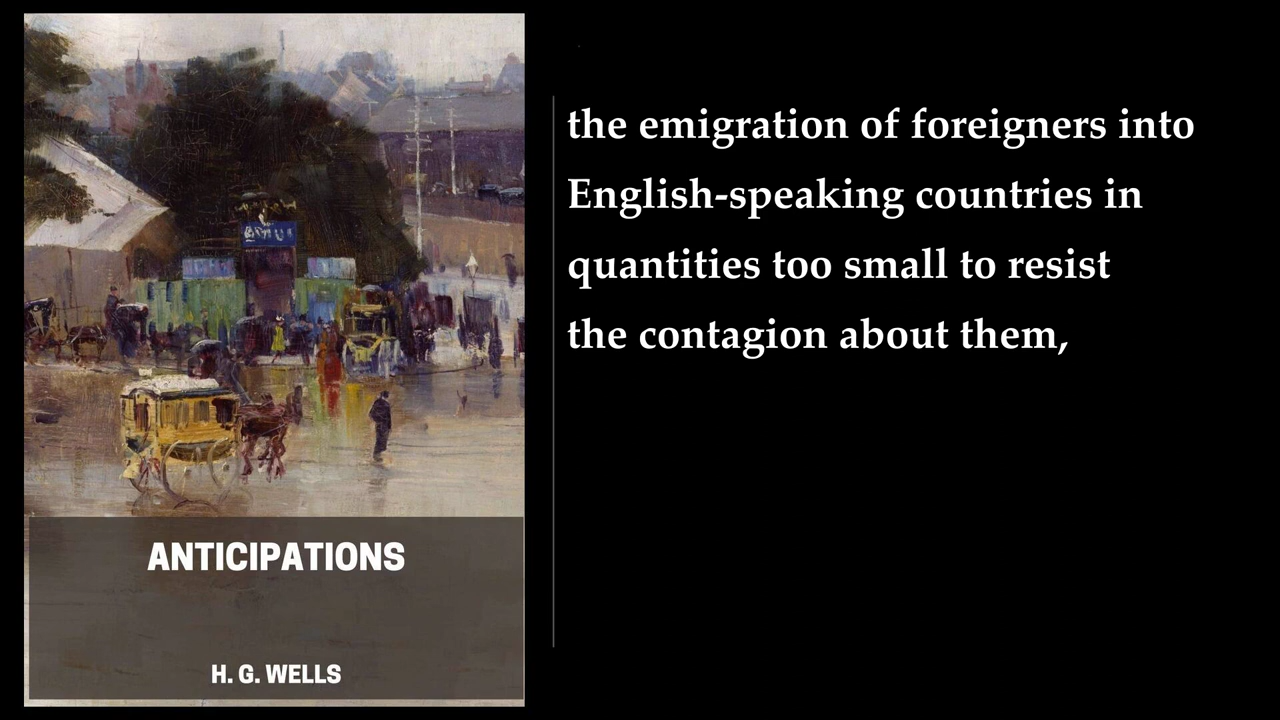 ANTICIPATIONS
H. G. WELLS
the emigration of foreigners into
English-speaking countries in
quantities too small to resist
the contagion about them,